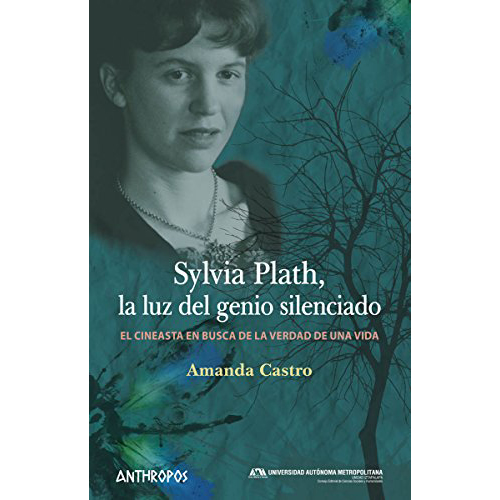 Sylvia Plath,
la luz del genio silenciado
EL CINEASTA EN BUSCA DE LA VERDAD DE UNA VIDA
Amanda Castro
ANTHROPOS
UNIVERSIDAD AUTÓNOMA METROPOLITANA